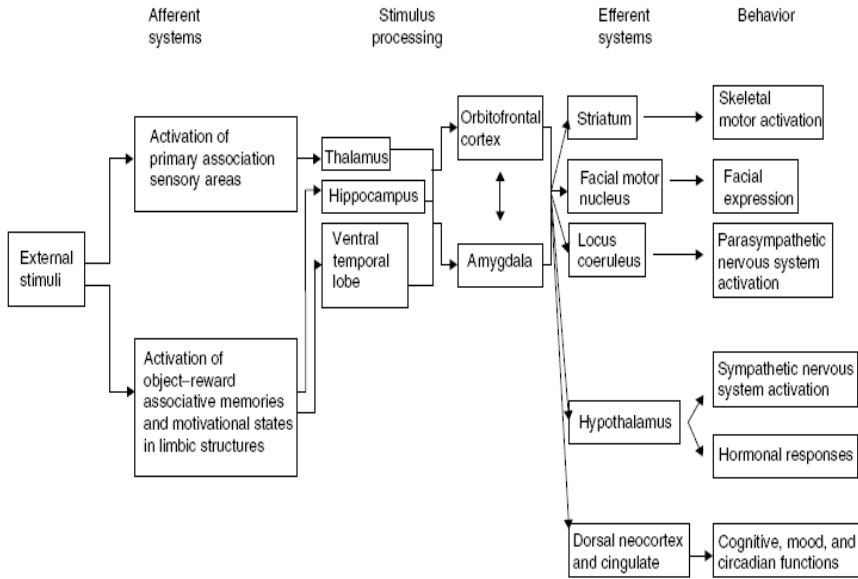 Afferent
systems
Stimulus
processing
Efferent
systems
Behavior
External
stimuli
Activation of
primary association
sensory areas
Activation of
object–reward
associative memories
and motivational states
in limbic structures
Thalamus
Hippocampus
Ventral
temporal
lobe
Orbitofrontal
cortex
Amygdala
Striatum
Facial motor
nucleus
Locus
coeruleus
Hypothalamus
Dorsal neocortex
and cingulate
Skeletal
motor activation
Facial
expression
Parasympathetic
nervous system
activation
Sympathetic nervous
system activation
Hormonal responses
Cognitive, mood, and
circadian functions